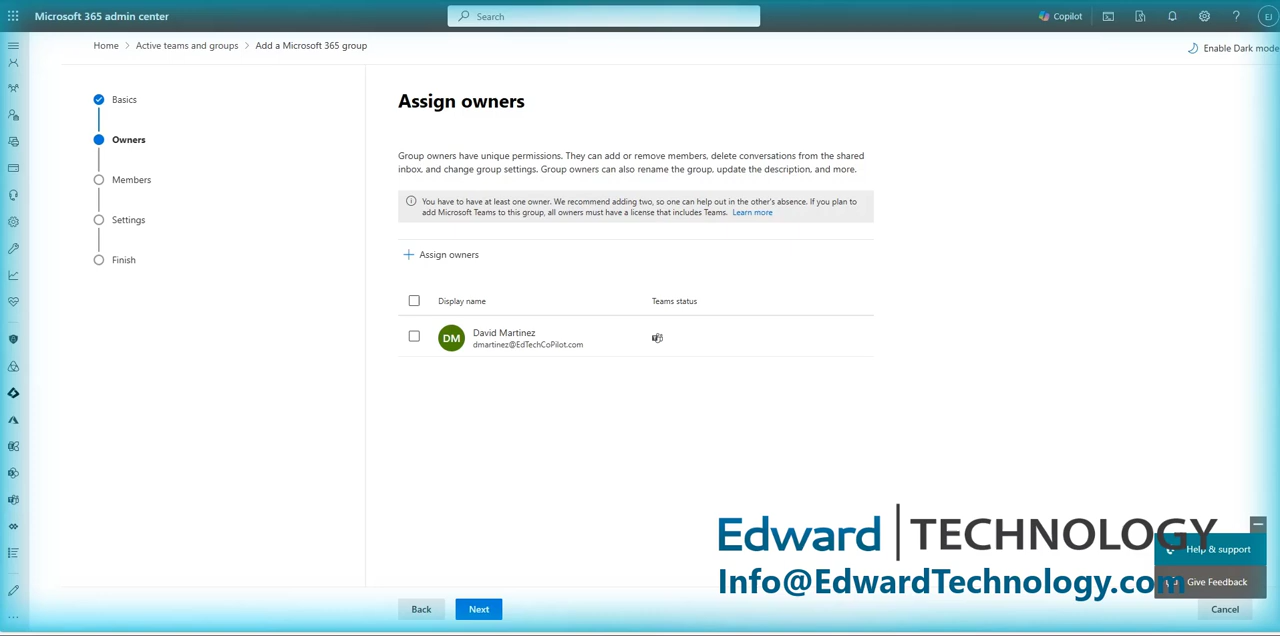 Microsoft 365 admin center
Search
Copilot
EJ
Home > Active teams and groups > Add a Microsoft 365 group
Enable Dark mode
Basics
Owners
Members
Settings
Finish
Assign owners
Group owners have unique permissions. They can add or remove members, delete conversations from the shared
inbox, and change group settings. Group owners can also rename the group, update the description, and more.
You have to have at least one owner. We recommend adding two, so one can help out in the other's absence. If you plan to
add Microsoft Teams to this group, all owners must have a license that includes Teams. Learn more
+ Assign owners
Display name
Teams status
DM
David Martinez
dmartinez@EdTechCoPilot.com
Edward | TECHNOLOGY
Info@EdwardTechnology.com
Help & support
Give Feedback
Back
Next
Cancel